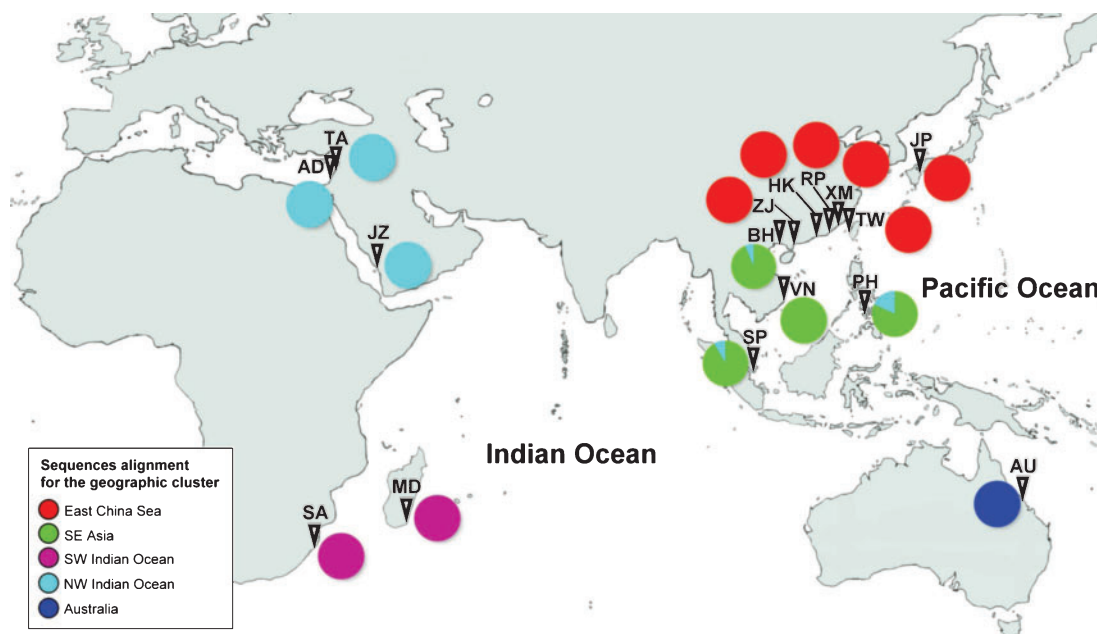 JP
TA
AD
RP
HK
XM
ZJ
TW
BH
JZ
VN
PH
Pacific Ocean
SP
Indian Ocean
Sequences alignment
for the geographic cluster
East China Sea
SE Asia
SW Indian Ocean
NW Indian Ocean
Australia
MD
SA
AU